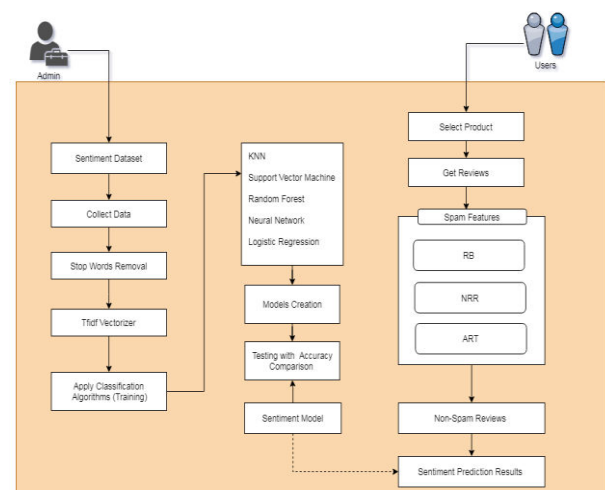 Admin
Users
Sentiment Dataset
Collect Data
Stop Words Removal
Tfidf Vectorizer
Apply Classification
Algorithms (Training)
KNN
Support Vector Machine
Random Forest
Neural Network
Logistic Regression
Models Creation
Testing with Accuracy
Comparison
Sentiment Model
Select Product
Get Reviews
Spam Features
RB
NRR
ART
Non-Spam Reviews
Sentiment Prediction Results